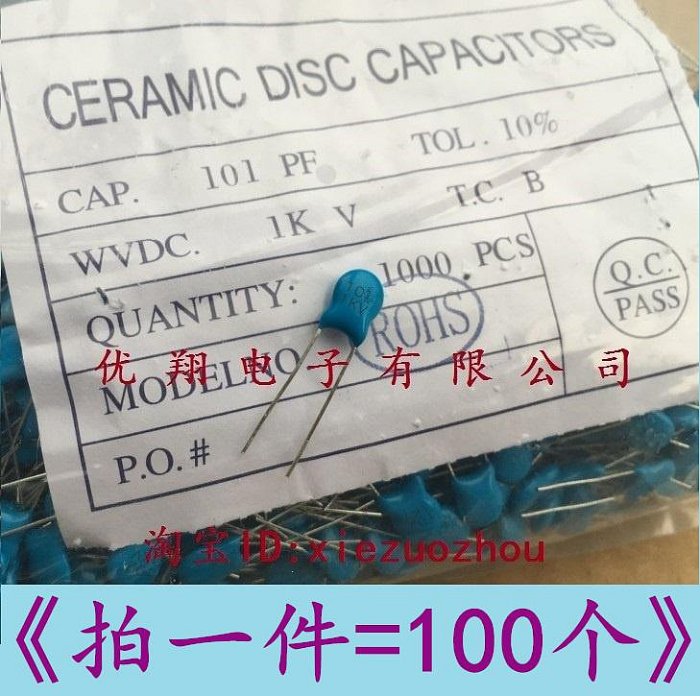 CERAMIC DISC CAPACITORS
CAP. 101 PF TOL. 10%
WVDC. 1K V T.C. B
QUANTITY: 1000 PCS
Q.C.
PASS
ROHS
MODELNO
优翔电子有限公司
P.O.#
淘宝ID:xiezuozhou
《拍一件=100个》